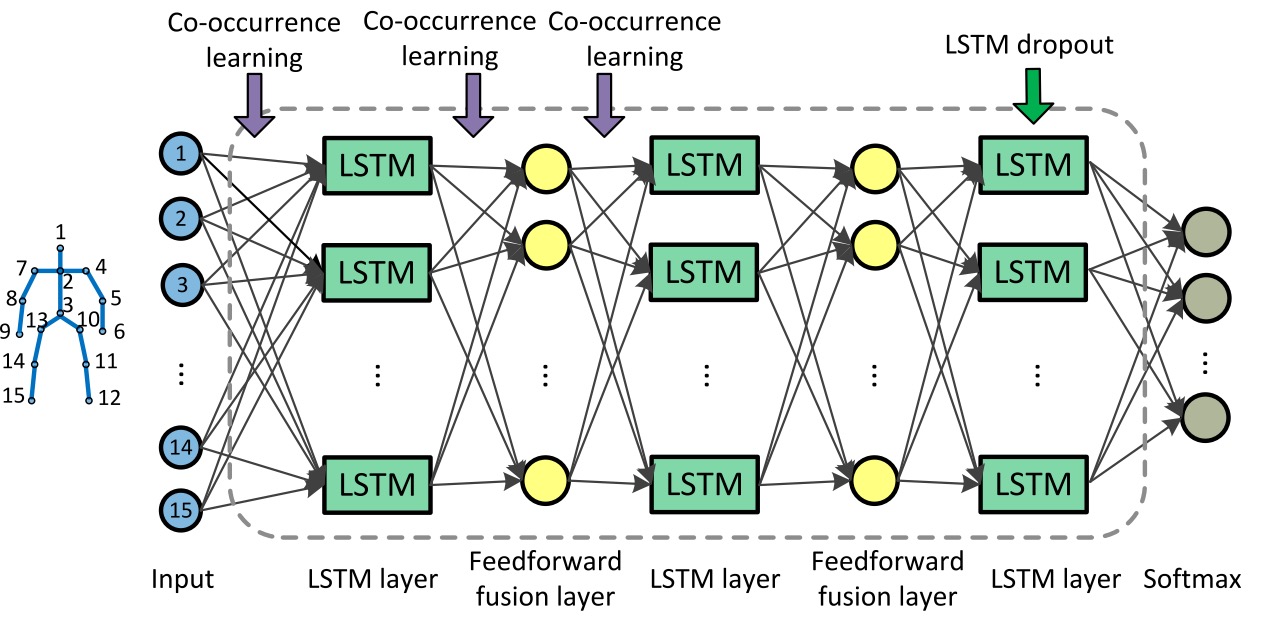 Co-occurrence
learning
Co-occurrence
learning
Co-occurrence
learning
LSTM dropout
1
2
3
⋮
14
15
1
7
4
2
8
3
5
9
13
10
6
14
11
15
12
LSTM
LSTM
⋮
LSTM
⋮
LSTM
LSTM
⋮
LSTM
⋮
LSTM
LSTM
⋮
LSTM
⋮
Input
LSTM layer
Feedforward
fusion layer
LSTM layer
Feedforward
fusion layer
LSTM layer
Softmax